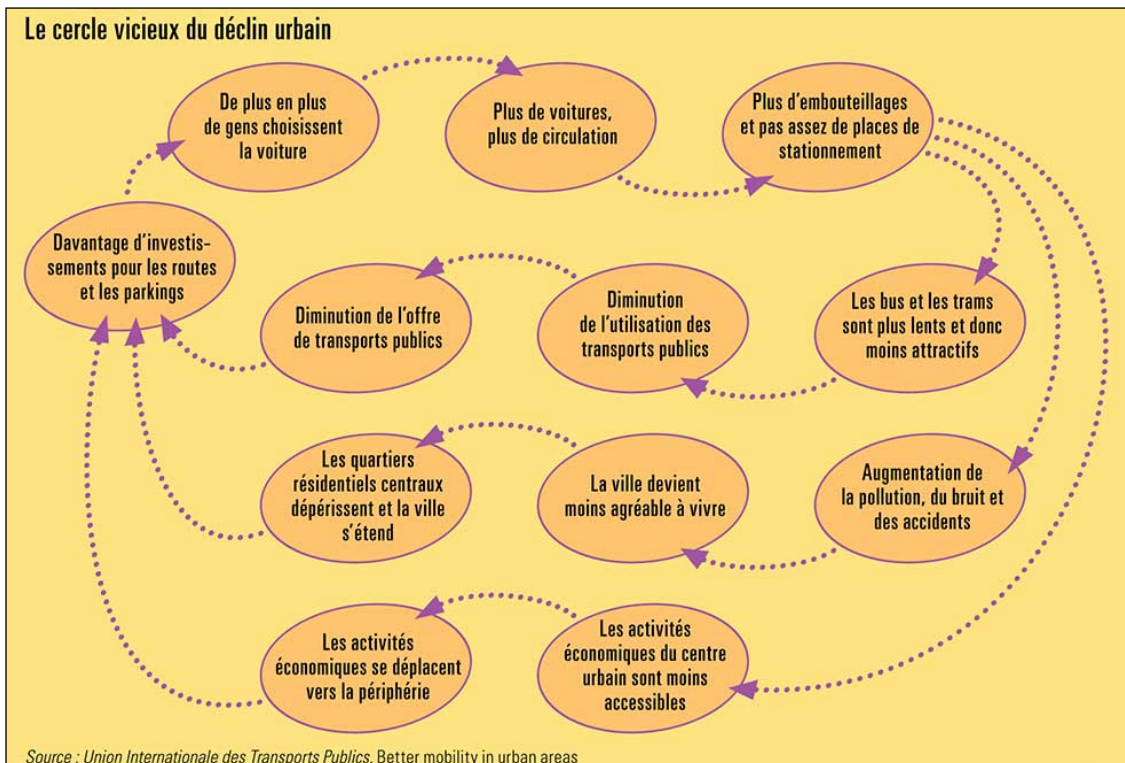 Le cercle vicieux du déclin urbain
De plus en plus
de gens choisissent
la voiture
Plus de voitures,
plus de circulation
Plus d'embouteillages
et pas assez de places de
stationnement
Davantage d'investis-
sements pour les routes
et les parkings
Diminution de l'offre
de transports publics
Diminution
de l'utilisation des
transports publics
Les bus et les trams
sont plus lents et donc
moins attractifs
Les quartiers
résidentiels centraux
dépérissent et la ville
s'étend
La ville devient
moins agréable à vivre
Augmentation de
la pollution, du bruit et
des accidents
Les activités
économiques se déplacent
vers la périphérie
Les activités
économiques du centre
urbain sont moins
accessibles
Source : Union Internationale des Transports Publics, Better mobility in urban areas